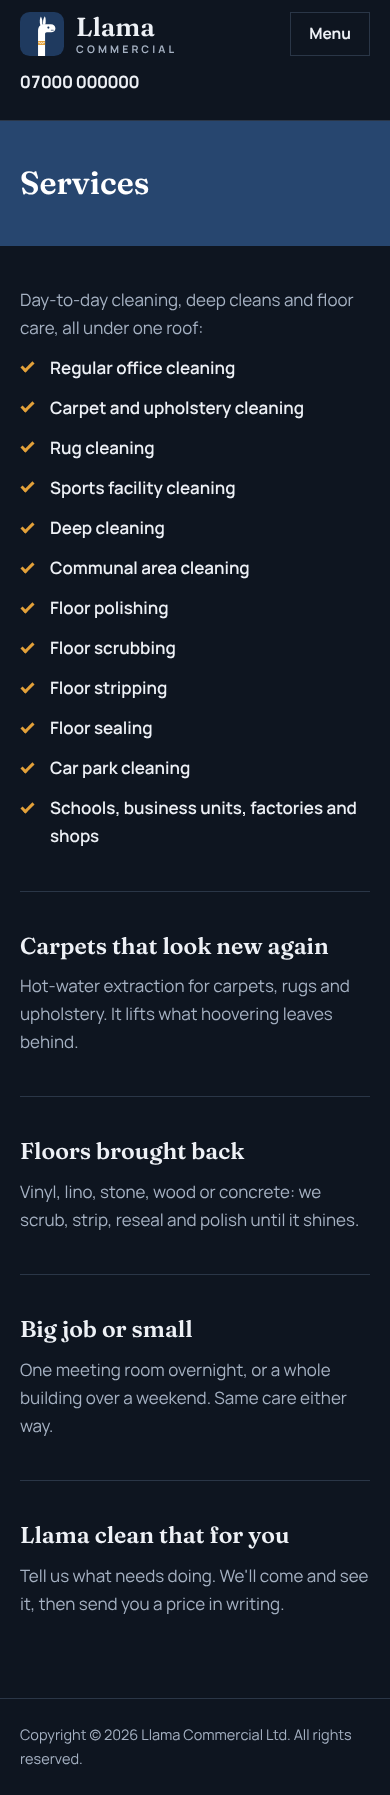 Llama
COMMERCIAL
Menu
07000 000000
Services
Day-to-day cleaning, deep cleans and floor
care, all under one roof:
Regular office cleaning
Carpet and upholstery cleaning
Rug cleaning
Sports facility cleaning
Deep cleaning
Communal area cleaning
Floor polishing
Floor scrubbing
Floor stripping
Floor sealing
Car park cleaning
Schools, business units, factories and
shops
Carpets that look new again
Hot-water extraction for carpets, rugs and
upholstery. It lifts what hoovering leaves
behind.
Floors brought back
Vinyl, lino, stone, wood or concrete: we
scrub, strip, reseal and polish until it shines.
Big job or small
One meeting room overnight, or a whole
building over a weekend. Same care either
way.
Llama clean that for you
Tell us what needs doing. We'll come and see
it, then send you a price in writing.
Copyright © 2026 Llama Commercial Ltd. All rights
reserved.